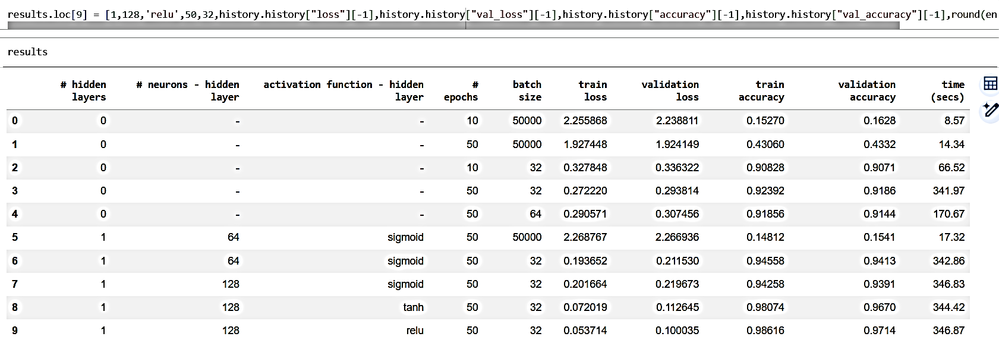 results.loc[9] = [1,128,'relu',50,32,history.history["loss"][-1],history.history["val_loss"][-1],history.history["accuracy"][-1],history.history["val_accuracy"][-1],round(en
results
# hidden layers # neurons - hidden layer activation function - hidden layer # epochs batch size train loss validation loss train accuracy validation accuracy time (secs)
0 0 - - 10 50000 2.255868 2.238811 0.15270 0.1628 8.57
1 0 - - 50 50000 1.927448 1.924149 0.43060 0.4332 14.34
2 0 - - 10 32 0.327848 0.336322 0.90828 0.9071 66.52
3 0 - - 50 32 0.272220 0.293814 0.92392 0.9186 341.97
4 0 - - 50 64 0.290571 0.307456 0.91856 0.9144 170.67
5 1 64 sigmoid 50 50000 2.268767 2.266936 0.14812 0.1541 17.32
6 1 64 sigmoid 50 32 0.193652 0.211530 0.94558 0.9413 342.86
7 1 128 sigmoid 50 32 0.201664 0.219673 0.94258 0.9391 346.83
8 1 128 tanh 50 32 0.072019 0.112645 0.98074 0.9670 344.42
9 1 128 relu 50 32 0.053714 0.100035 0.98616 0.9714 346.87